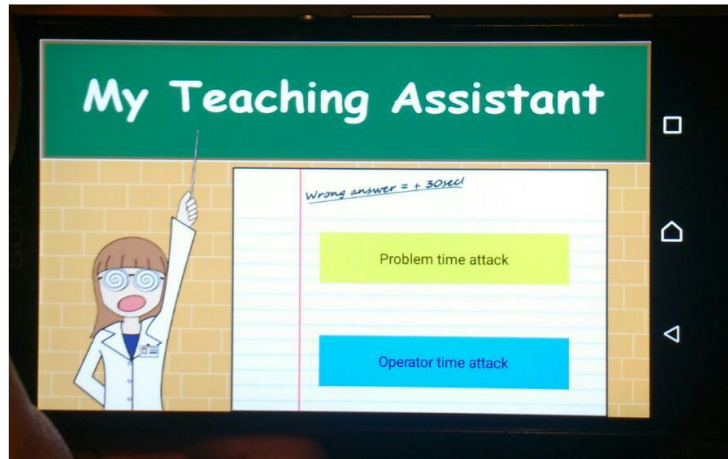 My Teaching Assistant
Wrong answer = + 30sec!
Problem time attack
Operator time attack